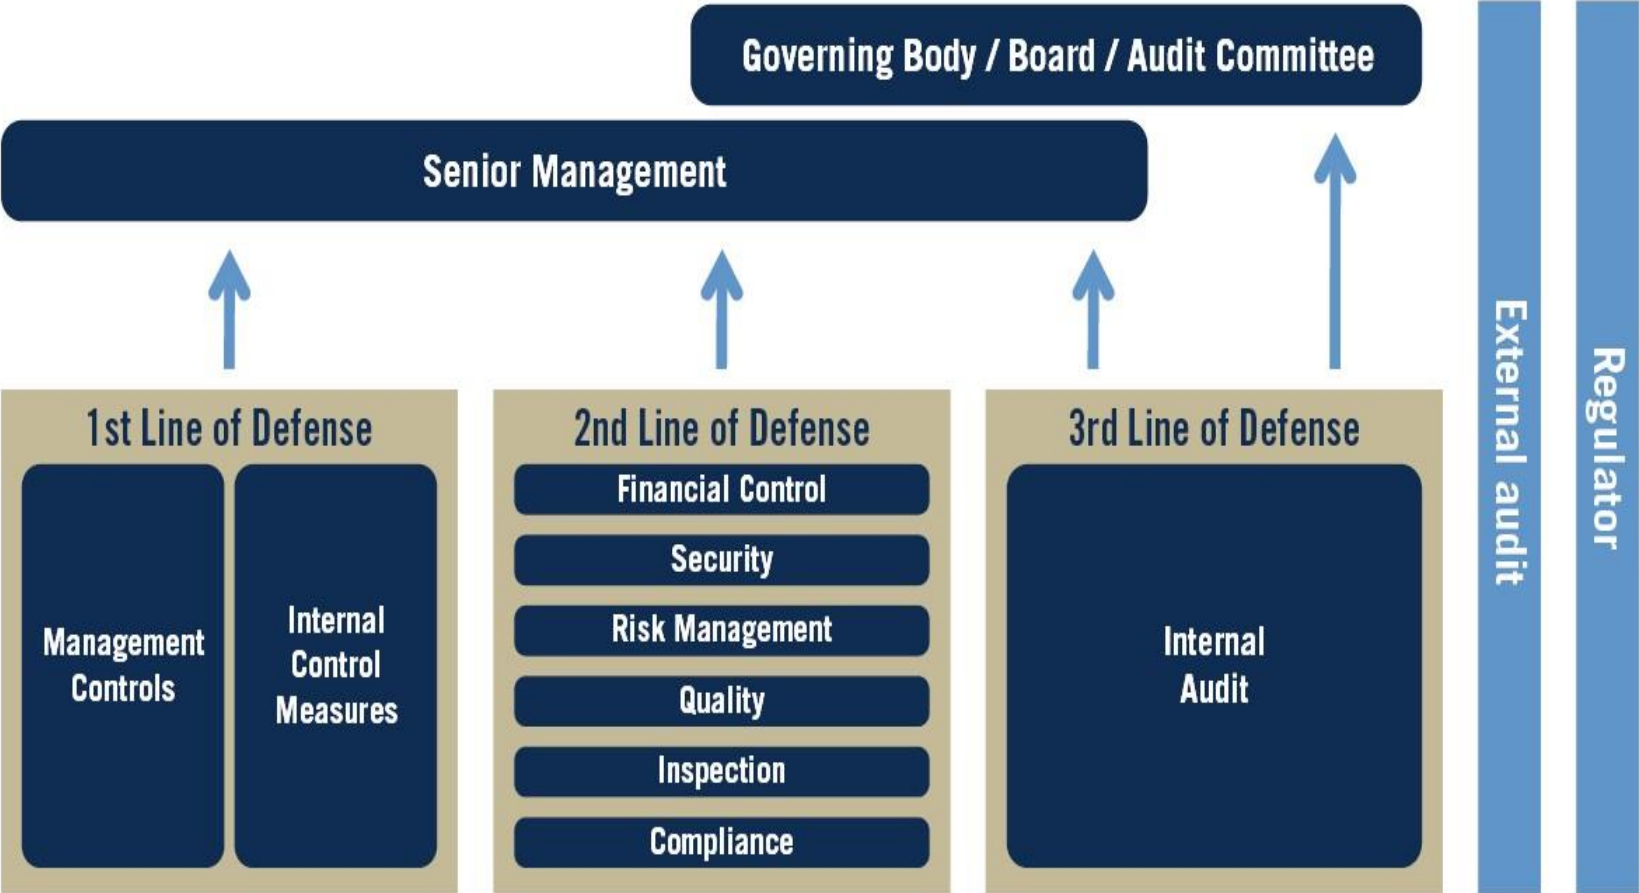 Governing Body / Board / Audit Committee
Senior Management
1st Line of Defense
Management
Controls
Internal
Control
Measures
2nd Line of Defense
Financial Control
Security
Risk Management
Quality
Inspection
Compliance
3rd Line of Defense
Internal
Audit
External audit
Regulator